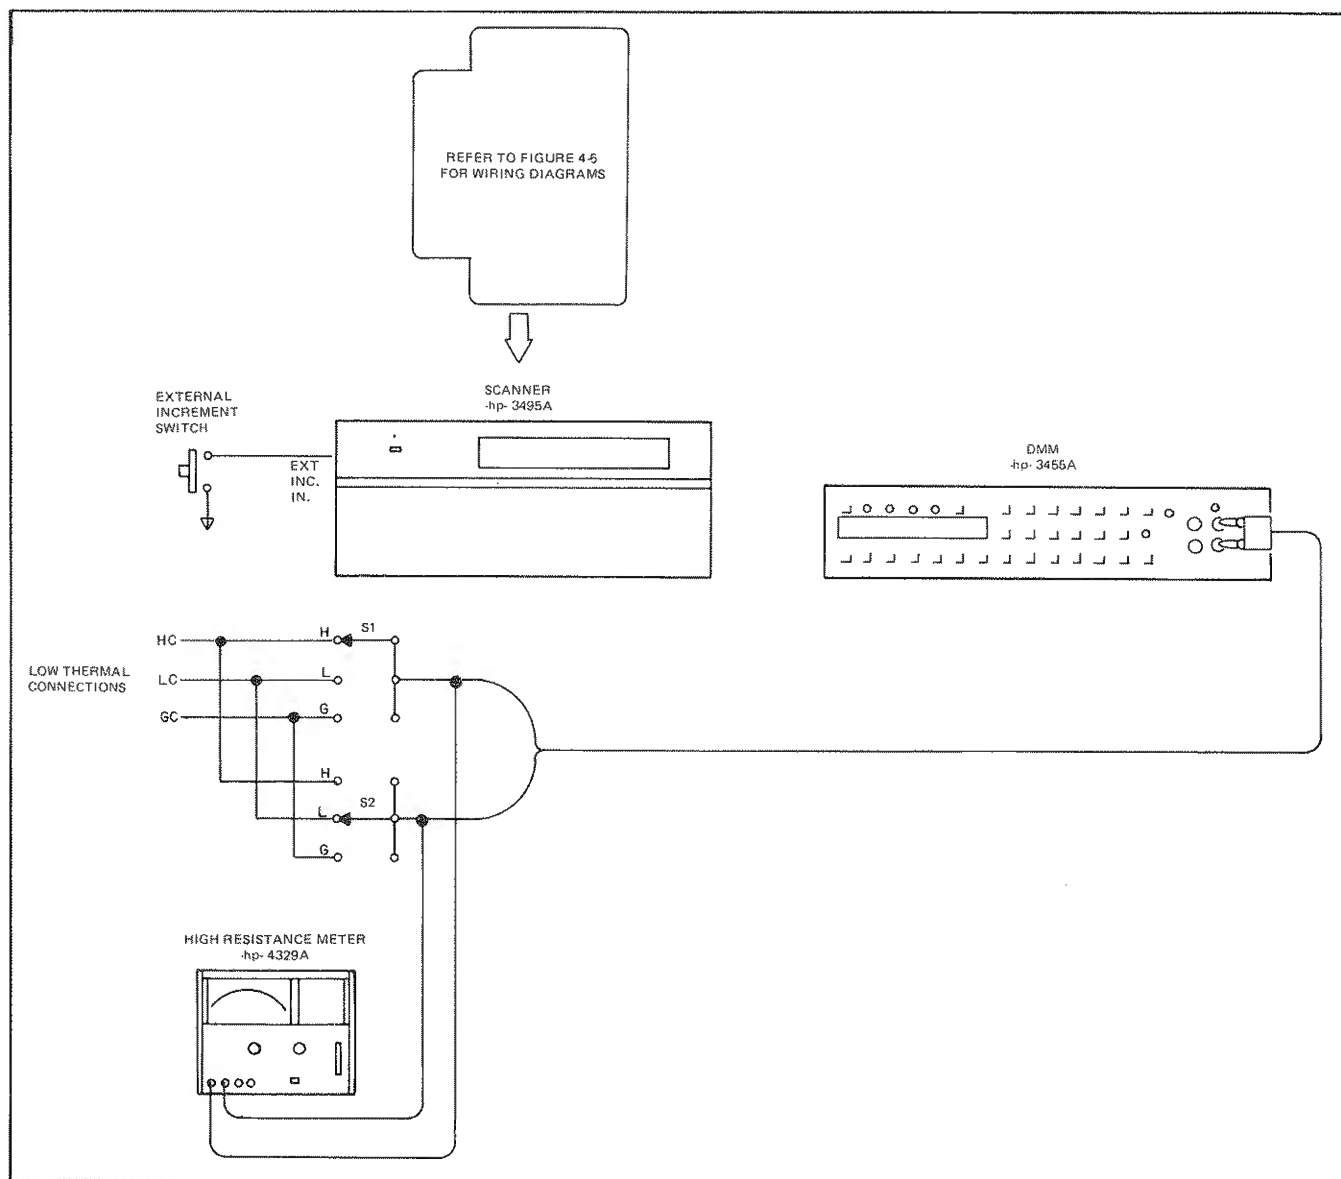 REFER TO FIGURE 4-6
FOR WIRING DIAGRAMS
SCANNER
-hp- 3495A
EXTERNAL
INCREMENT
SWITCH
EXT
INC.
IN.
DMM
-hp- 3455A
HC
LC
GC
LOW THERMAL
CONNECTIONS
H
S1
L
G
H
L
S2
G
HIGH RESISTANCE METER
-hp- 4329A